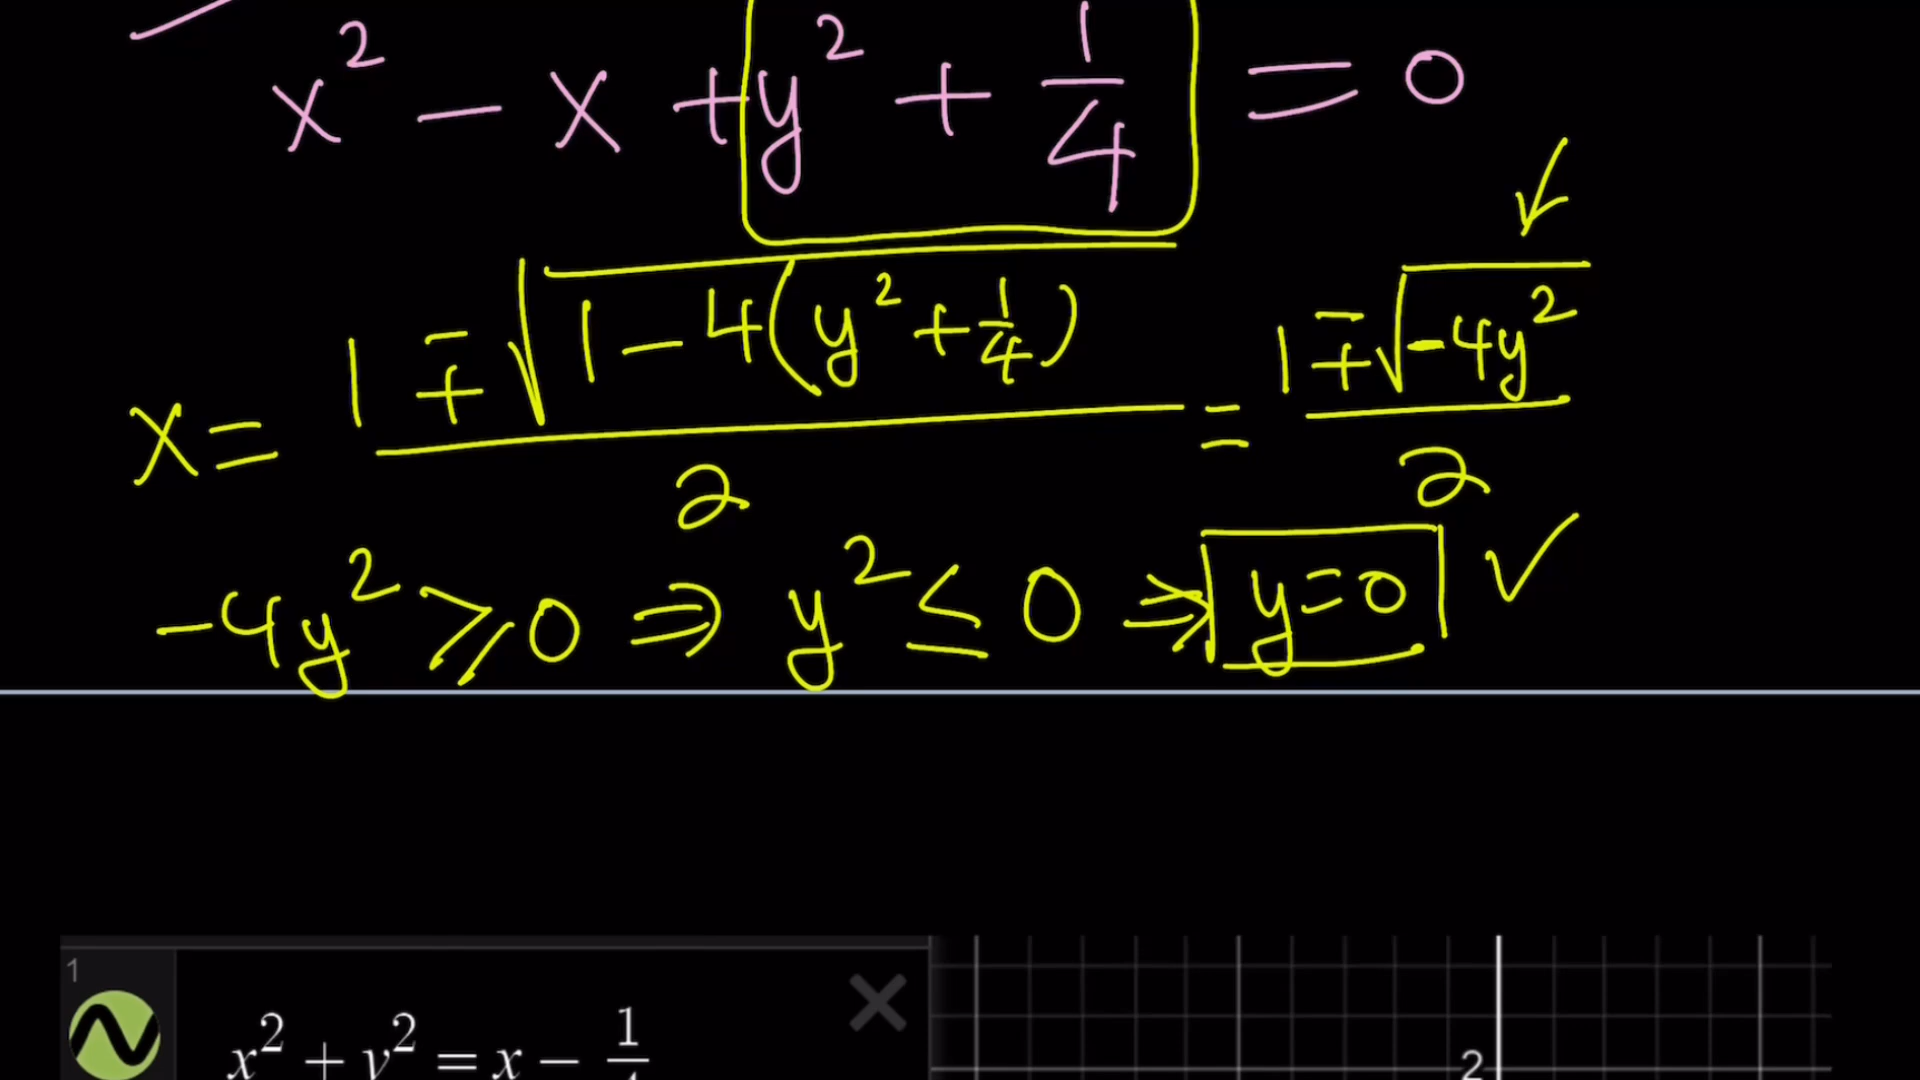 x² - x + y² + 1/4 = 0
x = (1 ∓ √(1 - 4(y² + 1/4)))/2 = (1 ∓ √(-4y²))/2
-4y² ⩾ 0 ⇒ y² ≤ 0 ⇒ y = 0 ✓
1
x² + y² = x - 1/
2